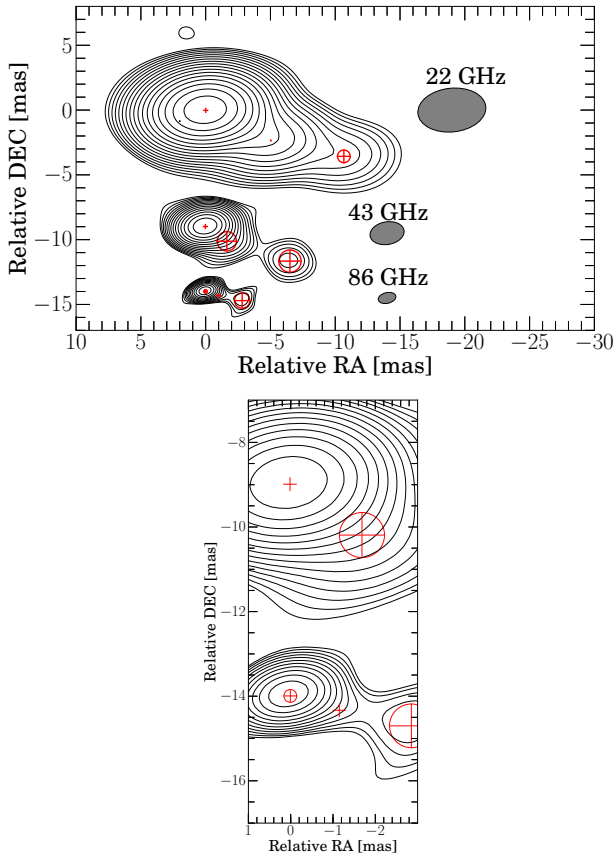 5
0
−5
−10
−15
Relative DEC [mas]
22 GHz
43 GHz
86 GHz
10 5 0 −5 −10 −15 −20 −25 −30
Relative RA [mas]
−8
−10
−12
−14
−16
Relative DEC [mas]
1 0 −1 −2
Relative RA [mas]